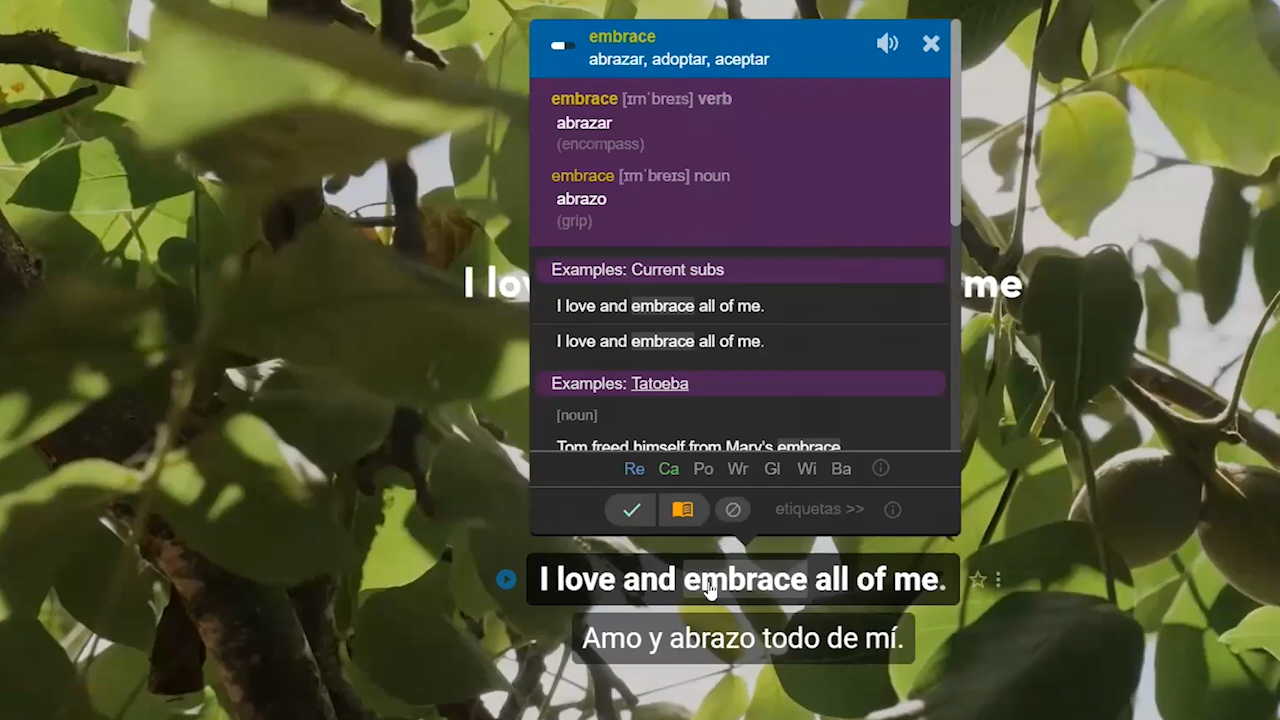 embrace
abrazar, adoptar, aceptar
embrace [ɪmˈbreɪs] verb
abrazar
(encompass)
embrace [ɪmˈbreɪs] noun
abrazo
(grip)
I lo
me
Examples: Current subs
I love and embrace all of me.
I love and embrace all of me.
Examples: Tatoeba
[noun]
Tom freed himself from Mary's embrace
Re Ca Po Wr Gl Wi Ba
etiquetas >>
I love and embrace all of me.
Amo y abrazo todo de mí.